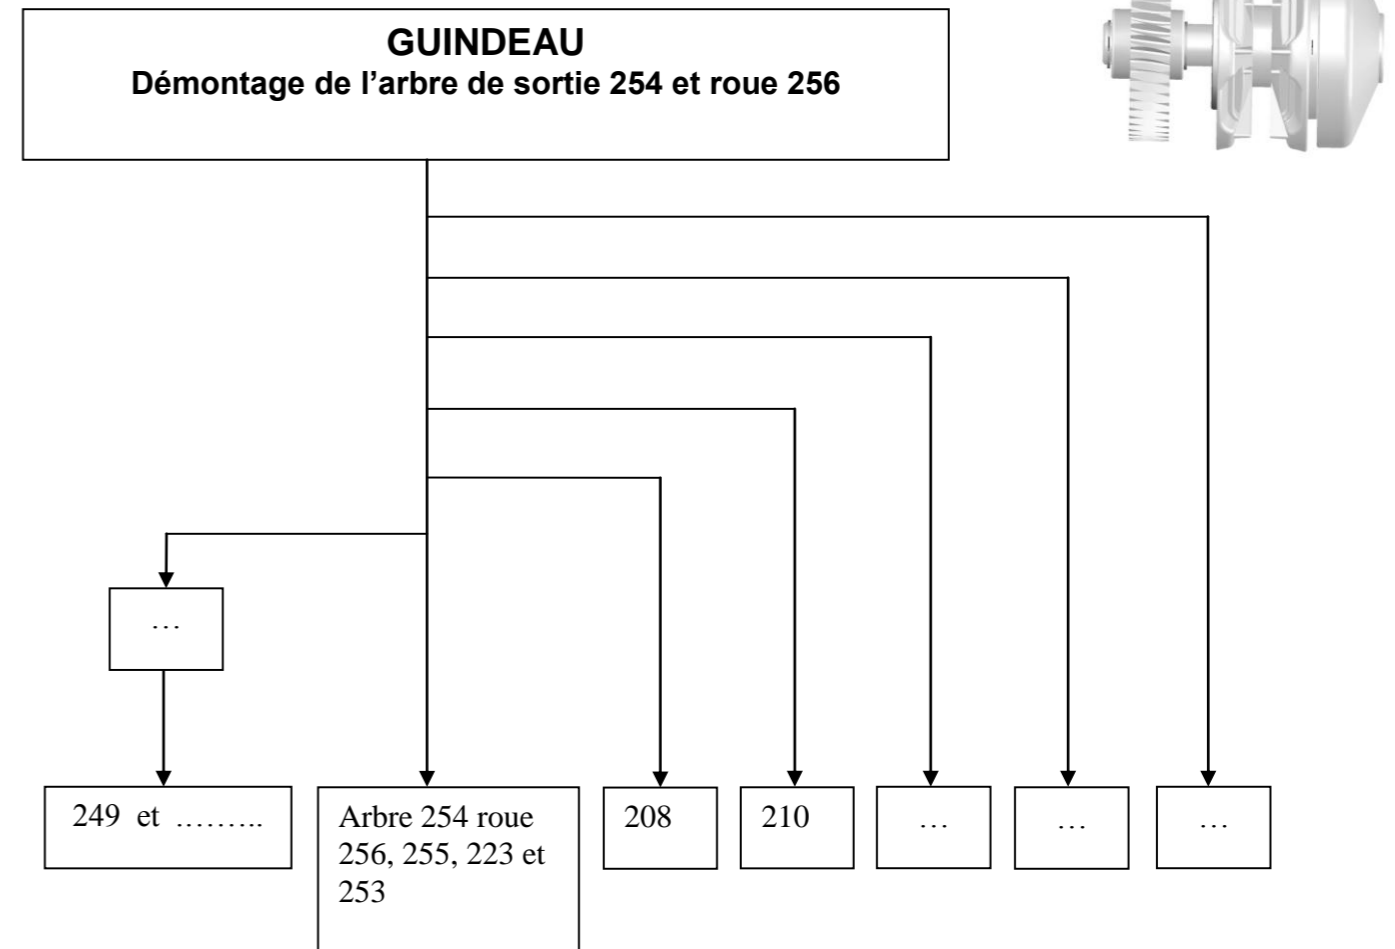 GUINDEAU
Démontage de l’arbre de sortie 254 et roue 256
…
249 et ………
Arbre 254 roue
256, 255, 223 et
253
208
210
…
…
…